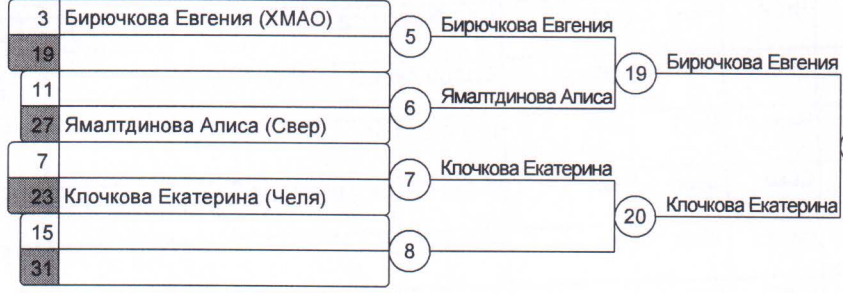 3 Бирючкова Евгения (ХМАО)
19
5 Бирючкова Евгения
11
27 Ямалтдинова Алиса (Свер)
6 Ямалтдинова Алиса
19 Бирючкова Евгения
7
23 Клочкова Екатерина (Челя)
7 Клочкова Екатерина
15
31
8
20 Клочкова Екатерина